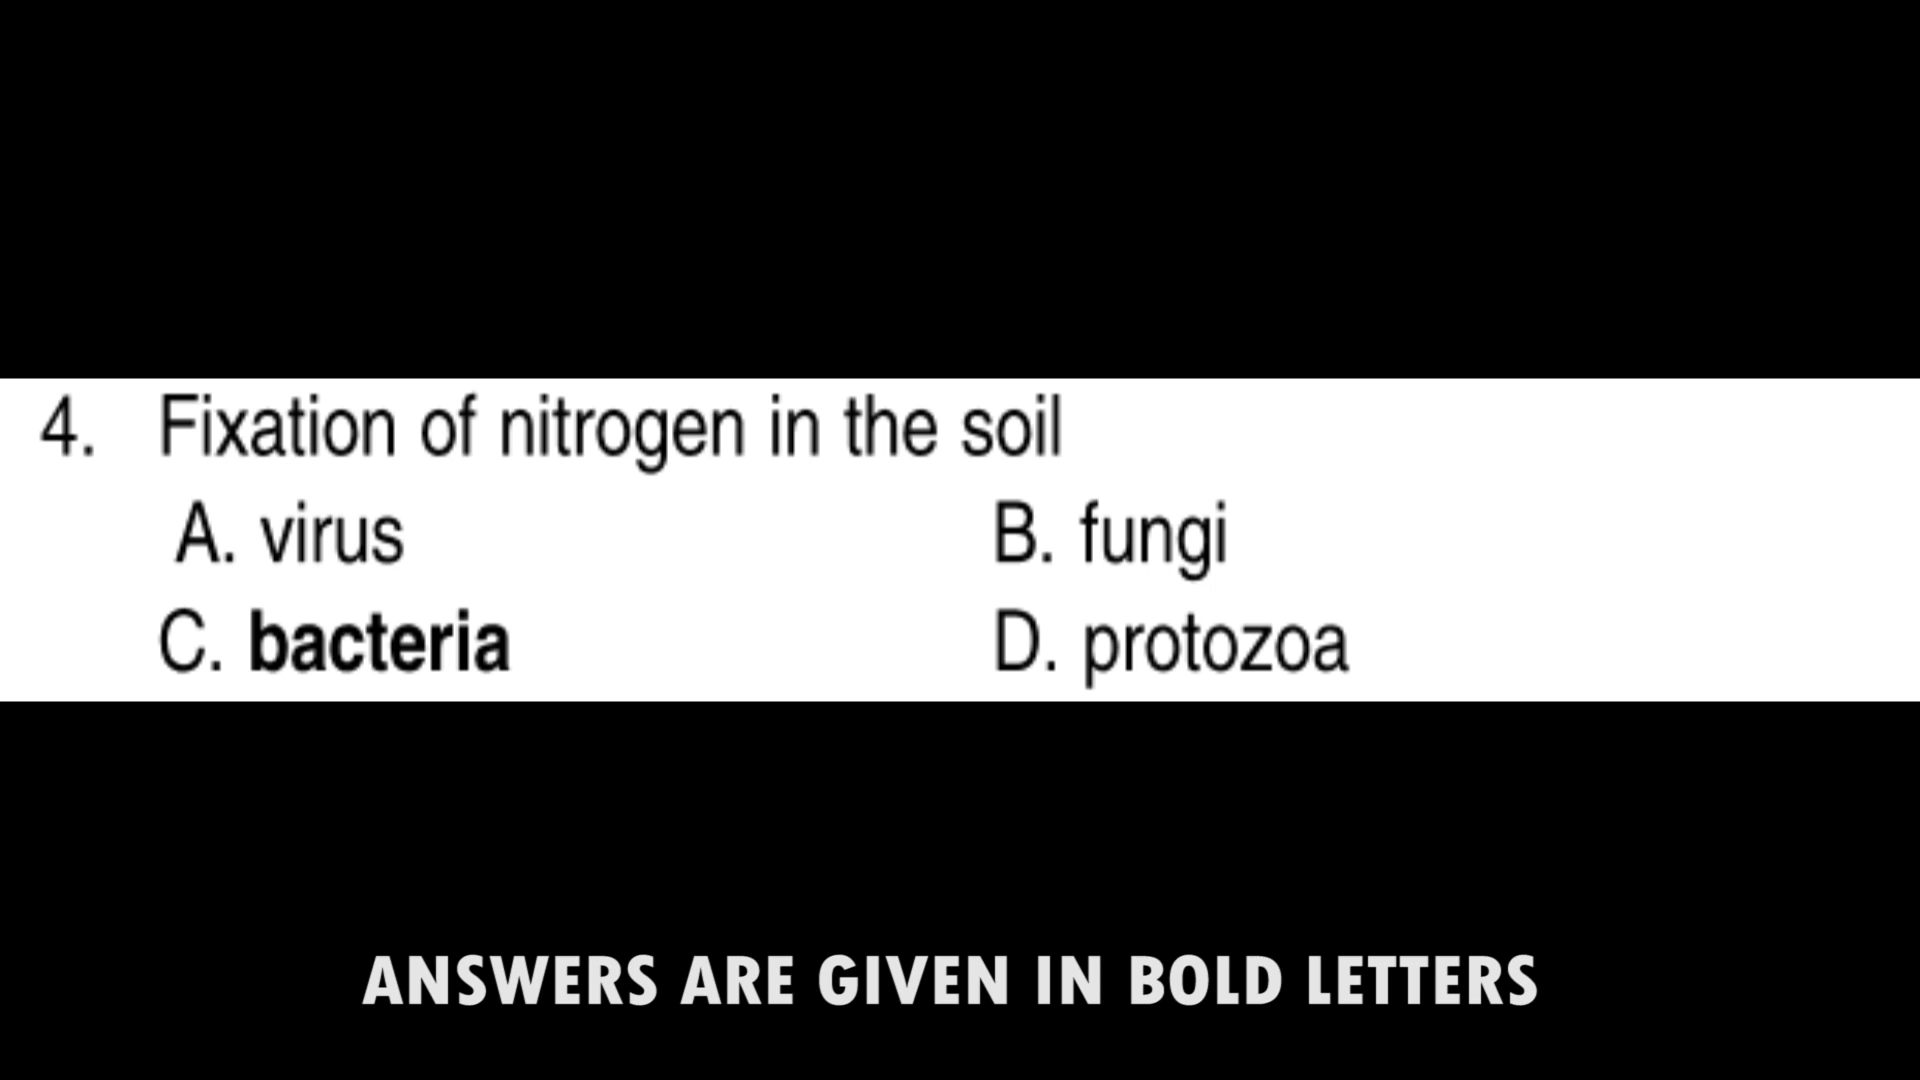 4. Fixation of nitrogen in the soil
A. virus B. fungi
C. bacteria D. protozoa
ANSWERS ARE GIVEN IN BOLD LETTERS